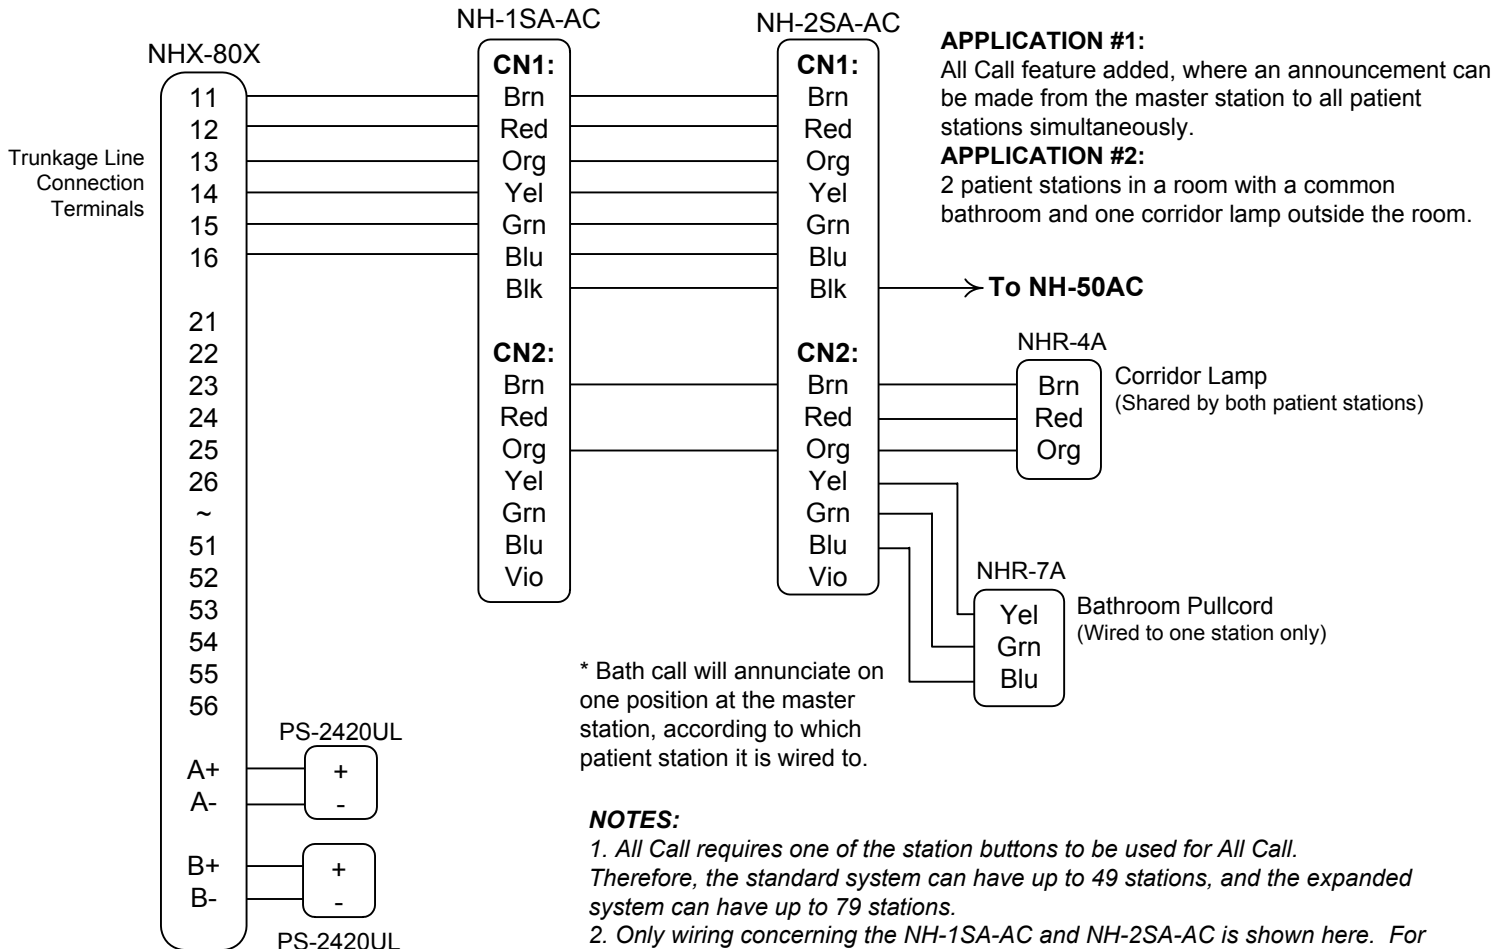 NH-1SA-AC
NH-2SA-AC
NHX-80X
Trunkage Line
Connection
Terminals
11
12
13
14
15
16
21
22
23
24
25
26
~
51
52
53
54
55
56
A+
A-
B+
B-
PS-2420UL
+
-
+
-
PS-2420UL
CN1:
Brn
Red
Org
Yel
Grn
Blu
Blk
CN2:
Brn
Red
Org
Yel
Grn
Blu
Vio
CN1:
Brn
Red
Org
Yel
Grn
Blu
Blk
CN2:
Brn
Red
Org
Yel
Grn
Blu
Vio
APPLICATION #1:
All Call feature added, where an announcement can
be made from the master station to all patient
stations simultaneously.
APPLICATION #2:
2 patient stations in a room with a common
bathroom and one corridor lamp outside the room.
To NH-50AC
NHR-4A
Brn
Red
Org
Corridor Lamp
(Shared by both patient stations)
NHR-7A
Yel
Grn
Blu
Bathroom Pullcord
(Wired to one station only)
* Bath call will annunciate on
one position at the master
station, according to which
patient station it is wired to.
NOTES:
1. All Call requires one of the station buttons to be used for All Call.
Therefore, the standard system can have up to 49 stations, and the expanded
system can have up to 79 stations.
2. Only wiring concerning the NH-1SA-AC and NH-2SA-AC is shown here. For